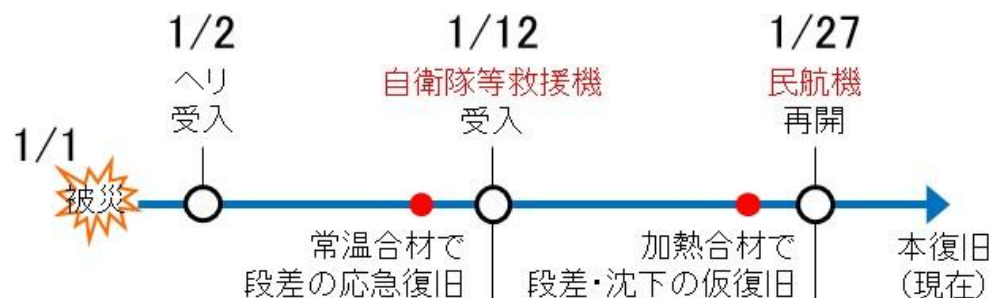 1/2
ヘリ
受入
1/12
自衛隊等救援機
受入
1/27
民航機
再開
1/1
被災
常温合材で
段差の応急復旧
加熱合材で
段差・沈下の仮復旧
本復旧
（現在）